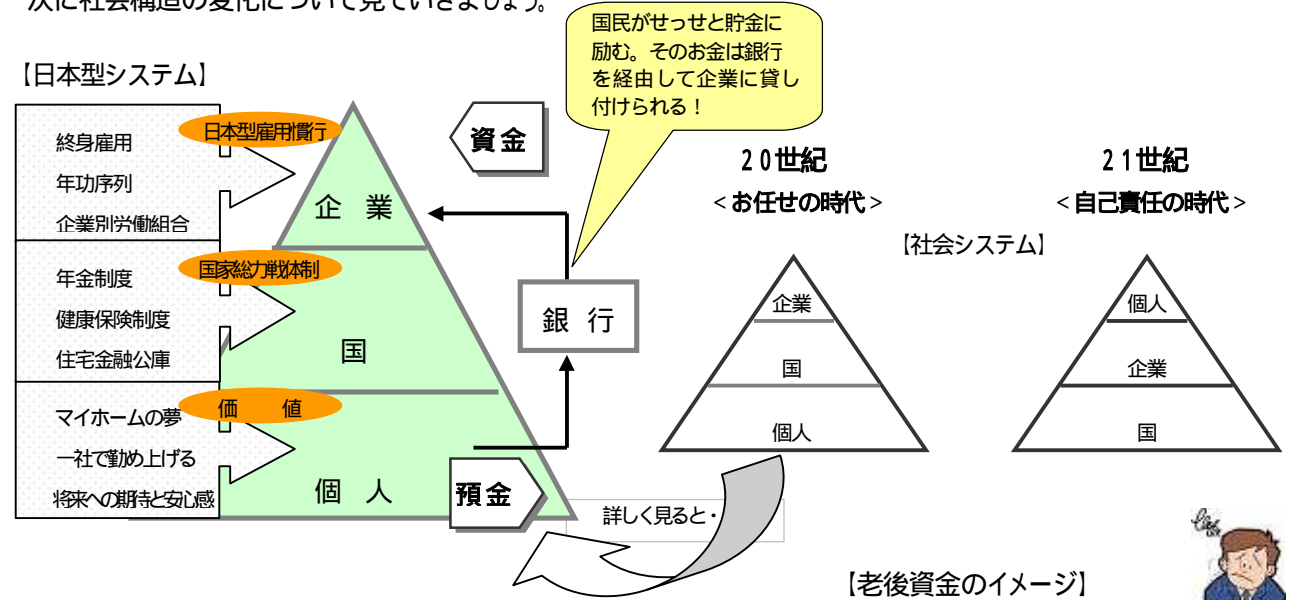 次に社会構造の変化について見ていきましょう。
国民がせっせと貯金に
励む。そのお金は銀行
を経由して企業に貸し
付けられる！
【日本型システム】
終身雇用
年功序列
企業別労働組合
日本型雇用慣行
年金制度
健康保険制度
住宅金融公庫
国家総力戦体制
マイホームの夢
一社で勤め上げる
将来への期待と安心感
価　値
企　業
国
個　人
資金
銀　行
預金
20世紀
＜お任せの時代＞
21世紀
＜自己責任の時代＞
【社会システム】
企業
国
個人
個人
企業
国
詳しく見ると・
【老後資金のイメージ】